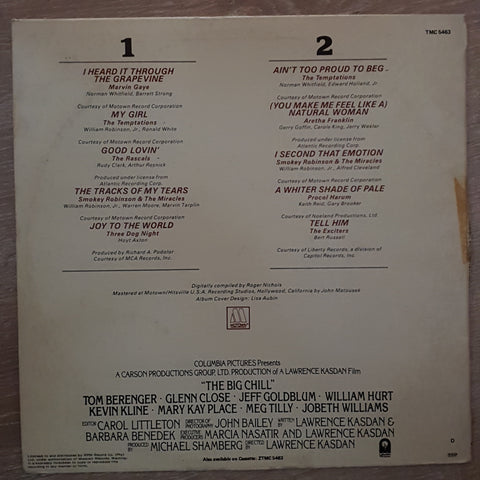 TMC 5463
1
I HEARD IT THROUGH
THE GRAPEVINE
Marvin Gaye
Norman Whitfield, Barratt Strong
Courtesy of Motown Record Corporation
MY GIRL
The Temptations
William Robinson, Jr., Ronald White
Courtesy of Motown Record Corporation
GOOD LOVIN'
The Rascals
Rudy Clark, Arthur Resnick
Produced under license from
Atlantic Recording Corp.
THE TRACKS OF MY TEARS
Smokey Robinson & The Miracles
William Robinson, Jr., Warren Moore, Marvin Tarplin
Courtesy of Motown Record Corporation
JOY TO THE WORLD
Three Dog Night
Hoyt Axton
Produced by Richard A. Podolor
Courtesy of MCA Records, Inc.
2
AIN'T TOO PROUD TO BEG
The Temptations
Norman Whitfield, Edward Holland, Jr.
Courtesy of Motown Record Corporation
(YOU MAKE ME FEEL LIKE A)
NATURAL WOMAN
Aretha Franklin
Gerry Goffin, Carole King, Jerry Wexler
Produced under license from
Atlantic Recording Corp.
I SECOND THAT EMOTION
Smokey Robinson & The Miracles
William Robinson, Jr., Alfred Cleveland
Courtesy of Motown Record Corporation
A WHITER SHADE OF PALE
Procol Harum
Keith Reid, Gary Brooker
Courtesy of Ltd.
TELL HIM
The Exciters
Bert Russell
Courtesy of Liberty Records, a division of
Capitol Records, Inc.
Digitally compiled by Roger Nichols
Mastered at Motown/Hitsville U.S.A. Recording Studios, Hollywood, California by John Matousek
Album Cover Design: Lisa Aubin
M
COLUMBIA PICTURES Presents
A CARSON PRODUCTIONS GROUP, LTD. PRODUCTION OF A LAWRENCE KASDAN Film
"THE BIG CHILL"
TOM BERENGER · GLENN CLOSE · JEFF GOLDBLUM · WILLIAM HURT
KEVIN KLINE · MARY KAY PLACE · MEG TILLY · JOBETH WILLIAMS
EDITOR CAROL LITTLETON DIRECTOR OF PHOTOGRAPHY JOHN BAILEY WRITTEN BY LAWRENCE KASDAN &
BARBARA BENEDEK EXECUTIVE PRODUCERS MARCIA NASATIR AND LAWRENCE KASDAN
PRODUCED BY MICHAEL SHAMBERG DIRECTED BY LAWRENCE KASDAN
Also available on Cassette: ZTMC 5463